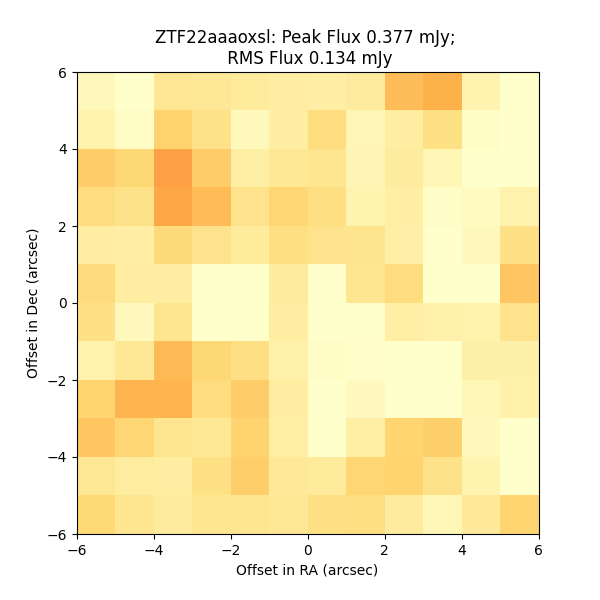 ZTF22aaaoxsl: Peak Flux 0.377 mJy;
RMS Flux 0.134 mJy
6
4
2
0
−2
−4
−6
Offset in Dec (arcsec)
−6 −4 −2 0 2 4 6
Offset in RA (arcsec)